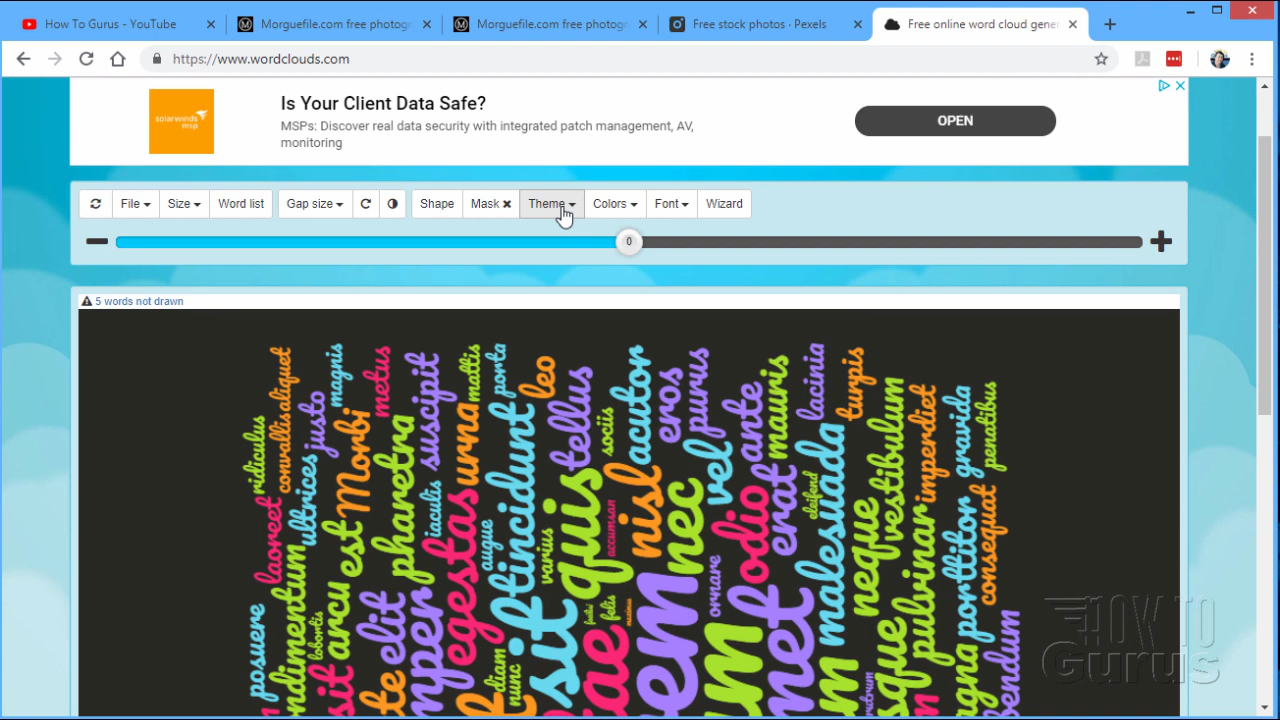 How To Gurus - YouTube
Morguefile.com free photogr
Morguefile.com free photogr
Free stock photos · Pexels
Free online word cloud gener
https://www.wordclouds.com
solarwinds
msp
Is Your Client Data Safe?
MSPs: Discover real data security with integrated patch management, AV,
monitoring
OPEN
File
Size
Word list
Gap size
Shape
Mask
Theme
Colors
Font
Wizard
0
5 words not drawn
ridiculus
convallis
aliquet
justo
magnis
metus
suscipit
mattis
porta
leo
tellus
sociis
acutor
eros
purus
ante
mauris
lacinia
turpis
vestibulum
imperdiet
gravida
penatibus
laoreet
ultrices
Morbi
pharetra
iaculis
urna
egestas
augue
tincidunt
varius
quis
accumsan
nisl
nec
vel
odio
erat
eleifend
malesuada
neque
pulvinar
porttitor
consequat
posuere
lobortis
arcu
est
elit
diam
nunc
sit
felis
maximus
ornare
HOW TO
Gurus